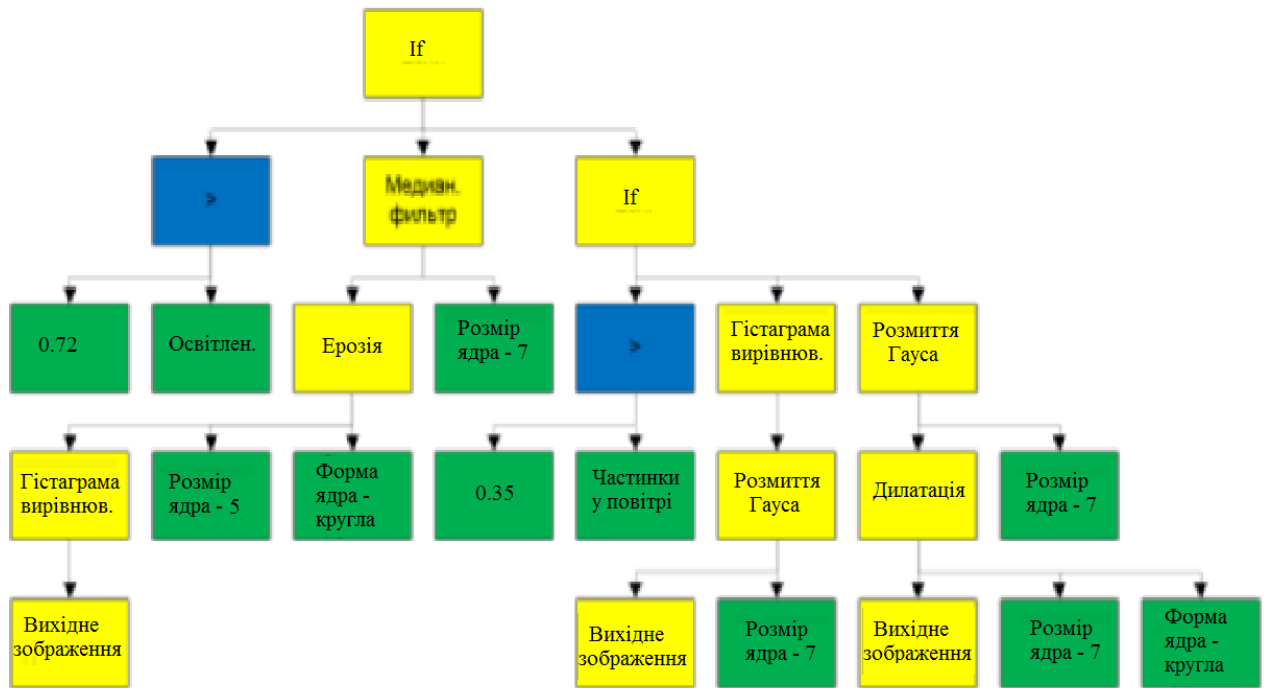 If
>
Медиан.
фильтр
If
0.72
Освітлен.
Ерозія
Розмір
ядра - 7
>
Гістаграма
вирівнюв.
Розмиття
Гауса
Гістаграма
вирівнюв.
Розмір
ядра - 5
Форма
ядра -
кругла
0.35
Частинки
у повітрі
Розмиття
Гауса
Дилатація
Розмір
ядра - 7
Вихідне
зображення
Вихідне
зображення
Розмір
ядра - 7
Вихідне
зображення
Розмір
ядра - 7
Форма
ядра -
кругла